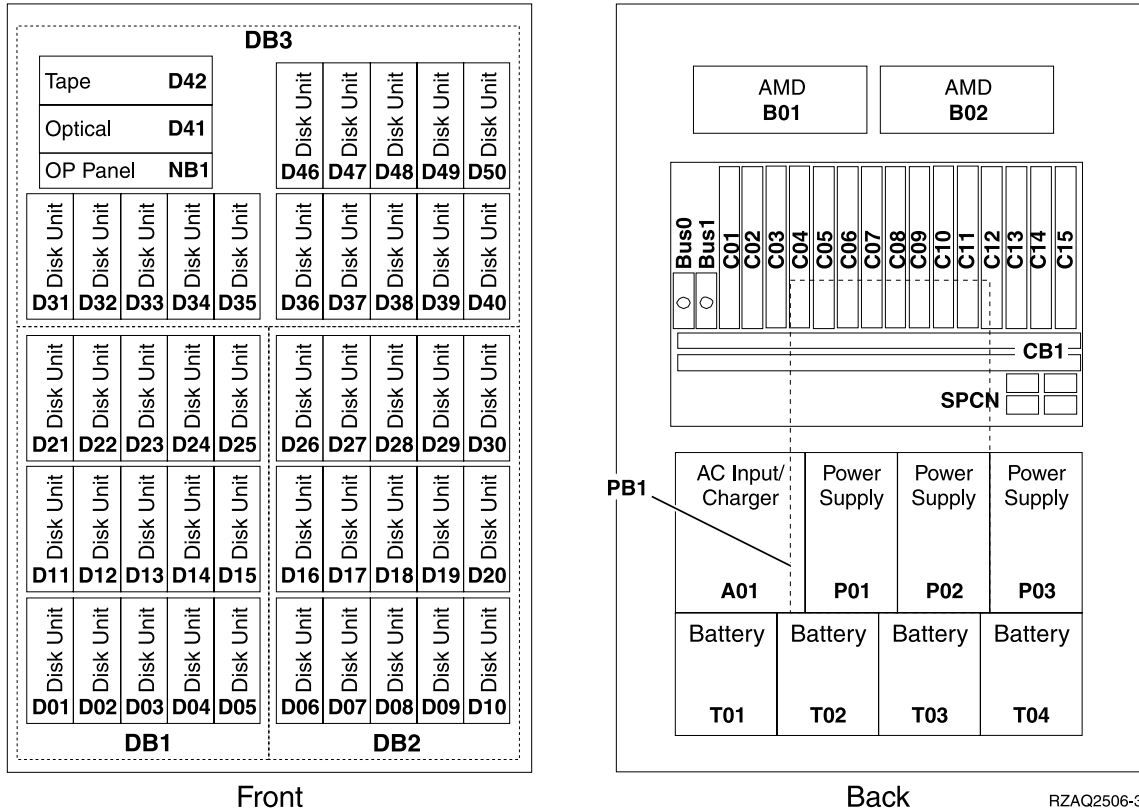 DB3
Tape D42
Optical D41
OP Panel NB1
Disk Unit Disk Unit Disk Unit Disk Unit Disk Unit
D46 D47 D48 D49 D50
Disk Unit Disk Unit Disk Unit Disk Unit Disk Unit Disk Unit Disk Unit Disk Unit Disk Unit Disk Unit
D31 D32 D33 D34 D35 D36 D37 D38 D39 D40
Disk Unit Disk Unit Disk Unit Disk Unit Disk Unit Disk Unit Disk Unit Disk Unit Disk Unit Disk Unit
D21 D22 D23 D24 D25 D26 D27 D28 D29 D30
Disk Unit Disk Unit Disk Unit Disk Unit Disk Unit Disk Unit Disk Unit Disk Unit Disk Unit Disk Unit
D11 D12 D13 D14 D15 D16 D17 D18 D19 D20
Disk Unit Disk Unit Disk Unit Disk Unit Disk Unit Disk Unit Disk Unit Disk Unit Disk Unit Disk Unit
D01 D02 D03 D04 D05 D06 D07 D08 D09 D10
DB1 DB2
Front
AMD AMD
B01 B02
Bus0 Bus1 C01 C02 C03 C04 C05 C06 C07 C08 C09 C10 C11 C12 C13 C14 C15
CB1
SPCN
PB1
AC Input/ Power Power Power
Charger Supply Supply Supply
A01 P01 P02 P03
Battery Battery Battery Battery
T01 T02 T03 T04
Back
RZAQ2506-3